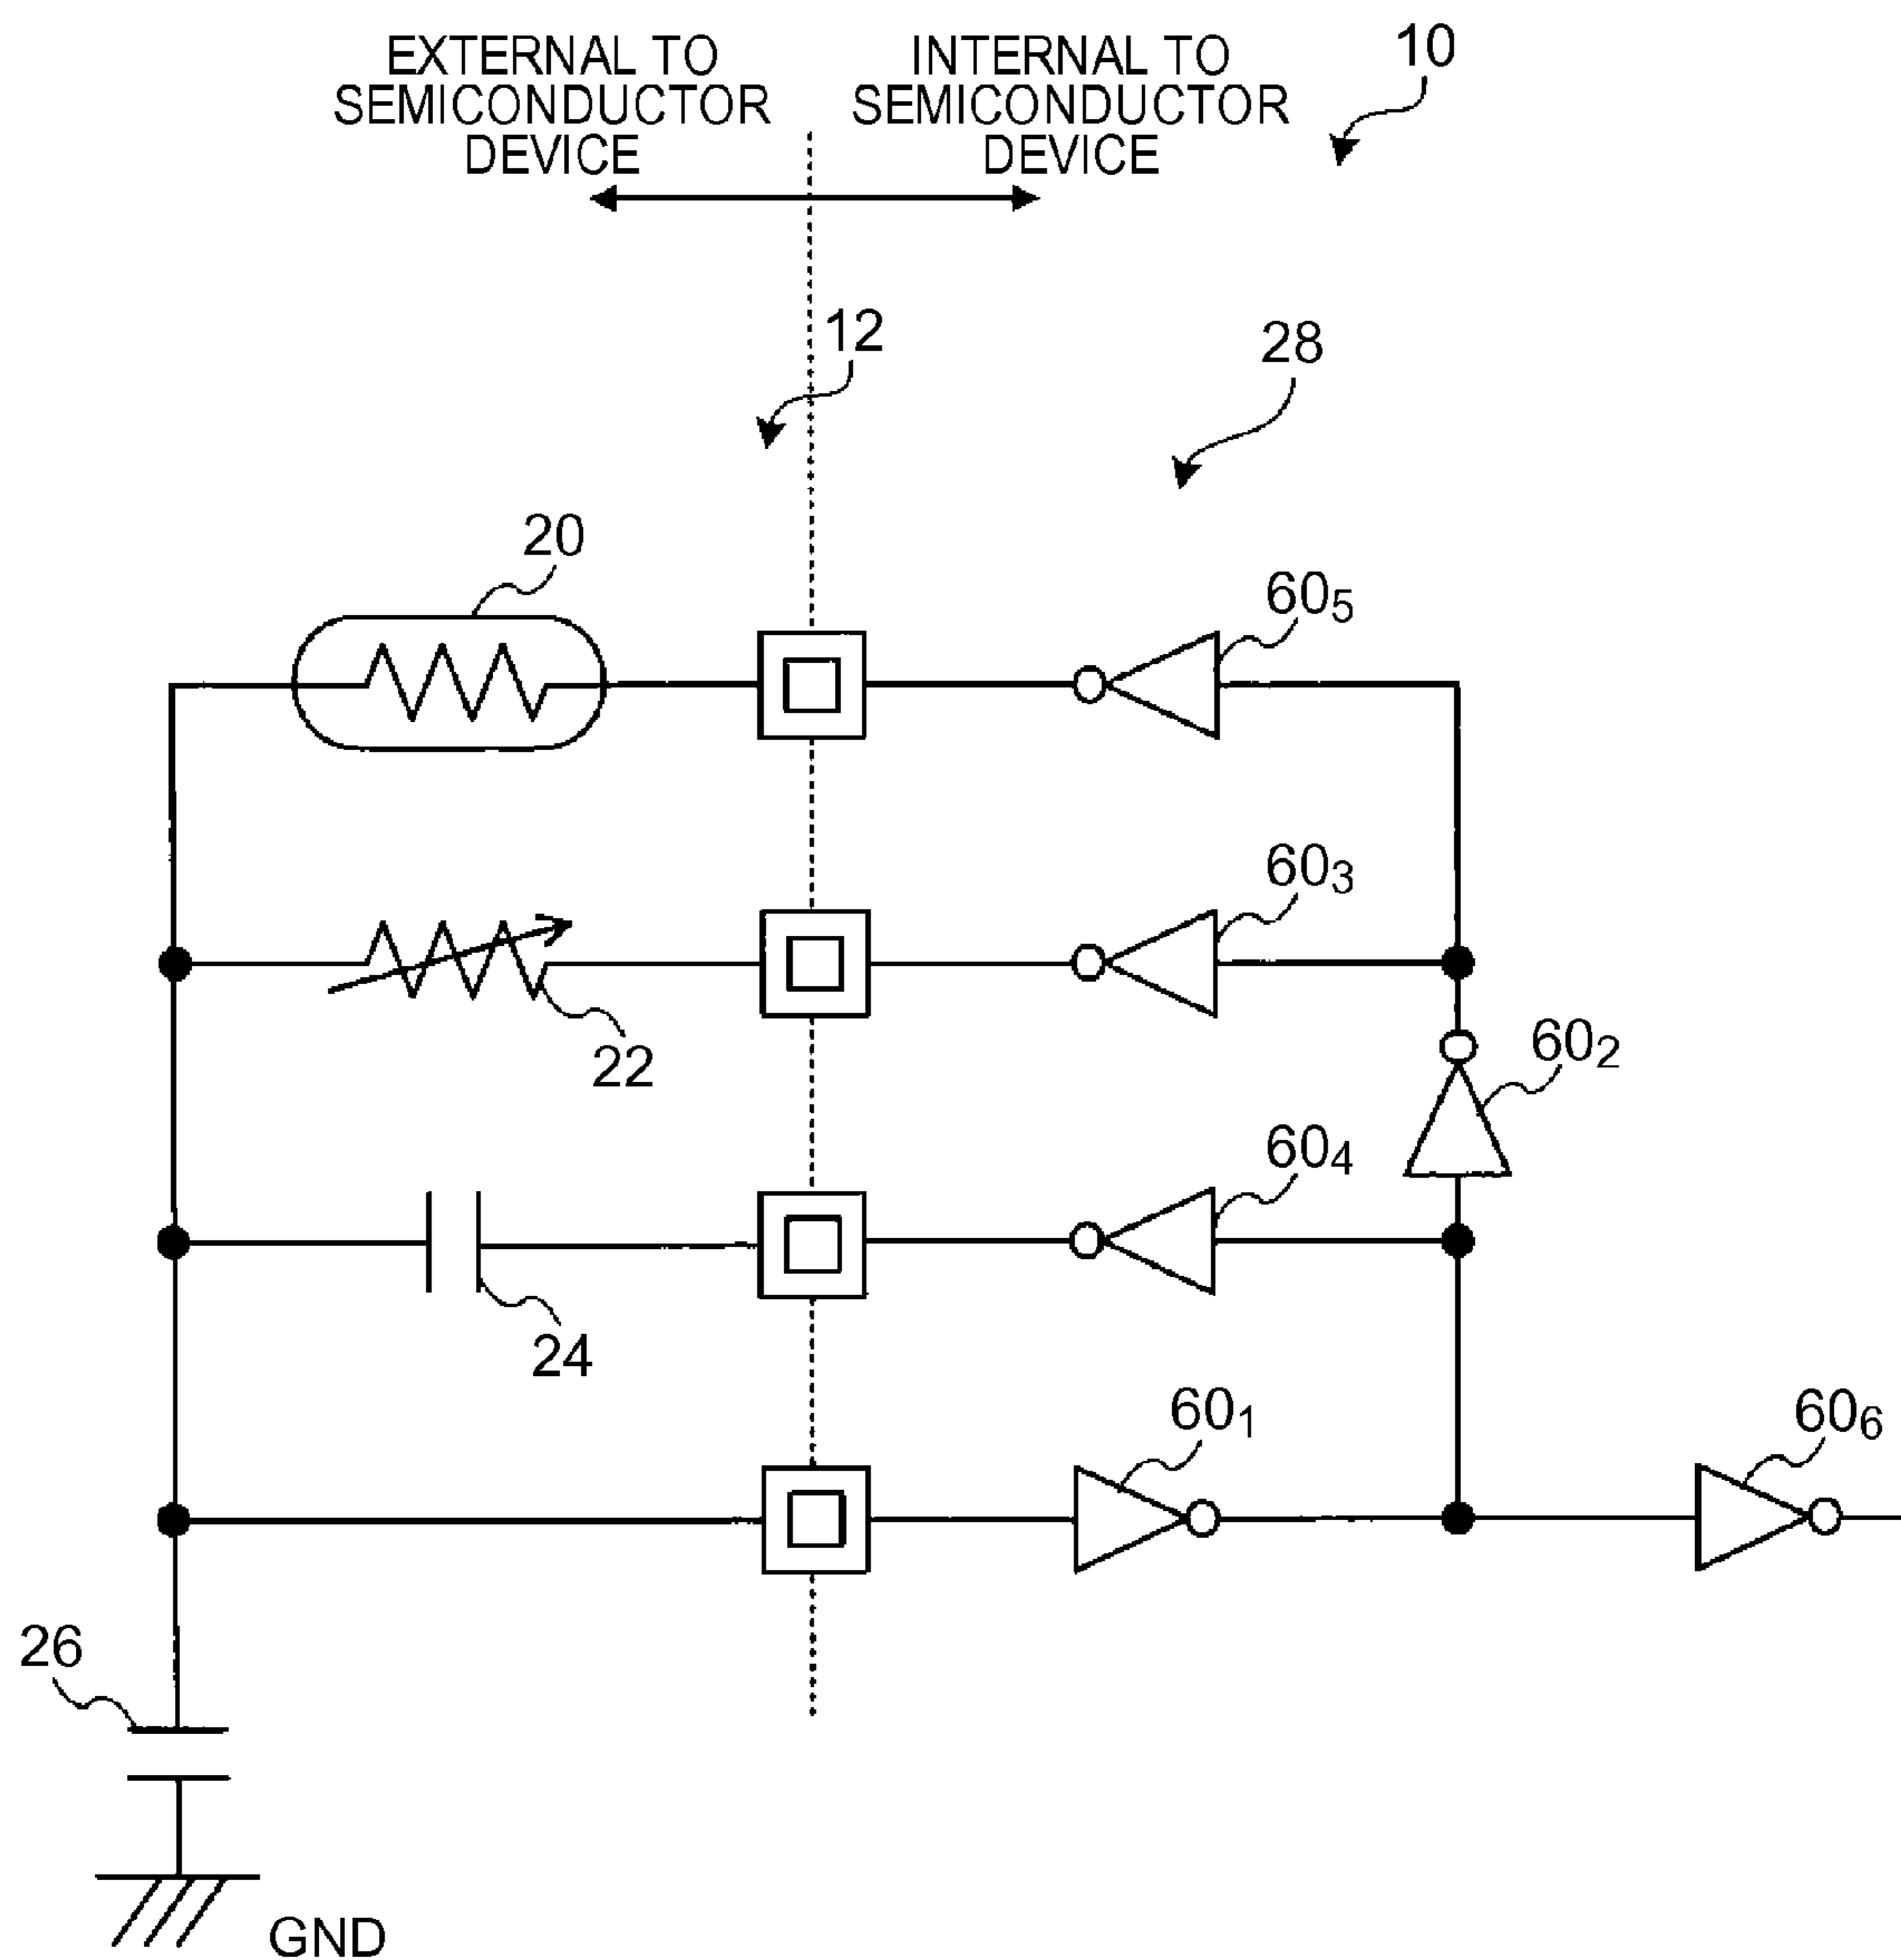 EXTERNAL TO
SEMICONDUCTOR
DEVICE
INTERNAL TO
SEMICONDUCTOR
DEVICE
10
12
28
20
60₅
60₃
22
60₂
60₄
24
60₁
60₆
26
GND